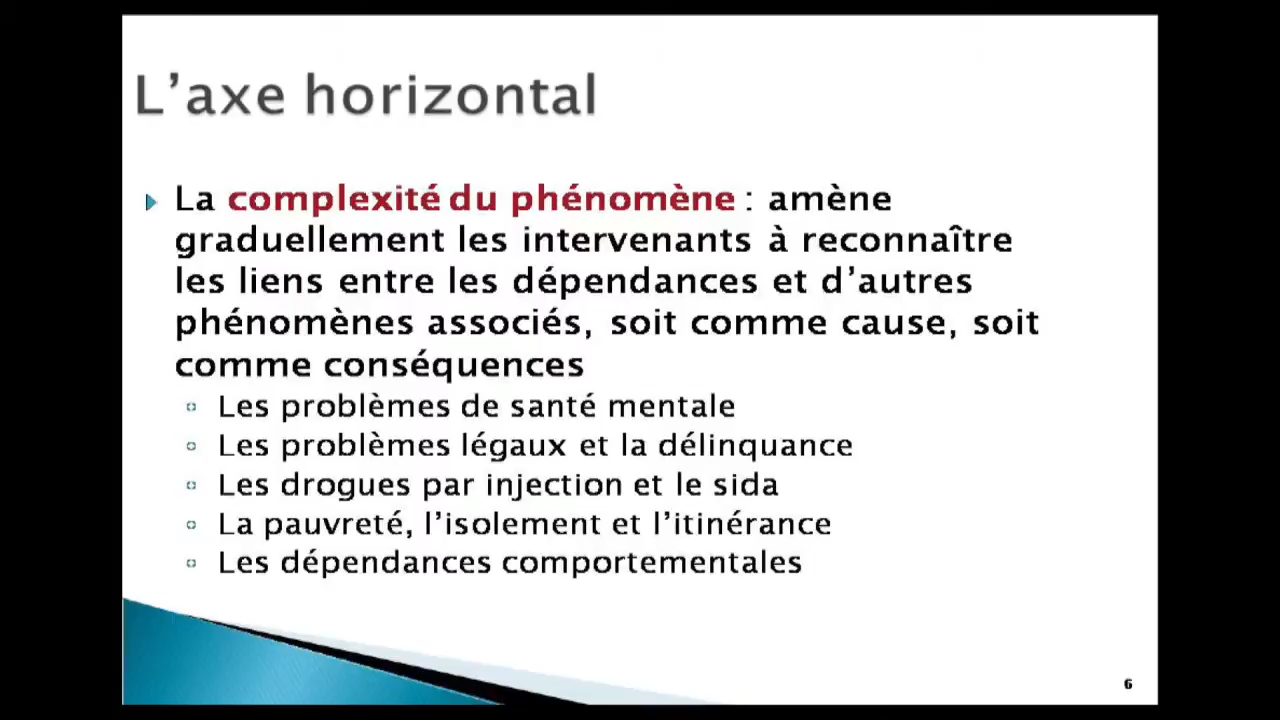 L’axe horizontal
La complexité du phénomène : amène
graduellement les intervenants à reconnaître
les liens entre les dépendances et d’autres
phénomènes associés, soit comme cause, soit
comme conséquences
Les problèmes de santé mentale
Les problèmes légaux et la délinquance
Les drogues par injection et le sida
La pauvreté, l’isolement et l’itinérance
Les dépendances comportementales
6